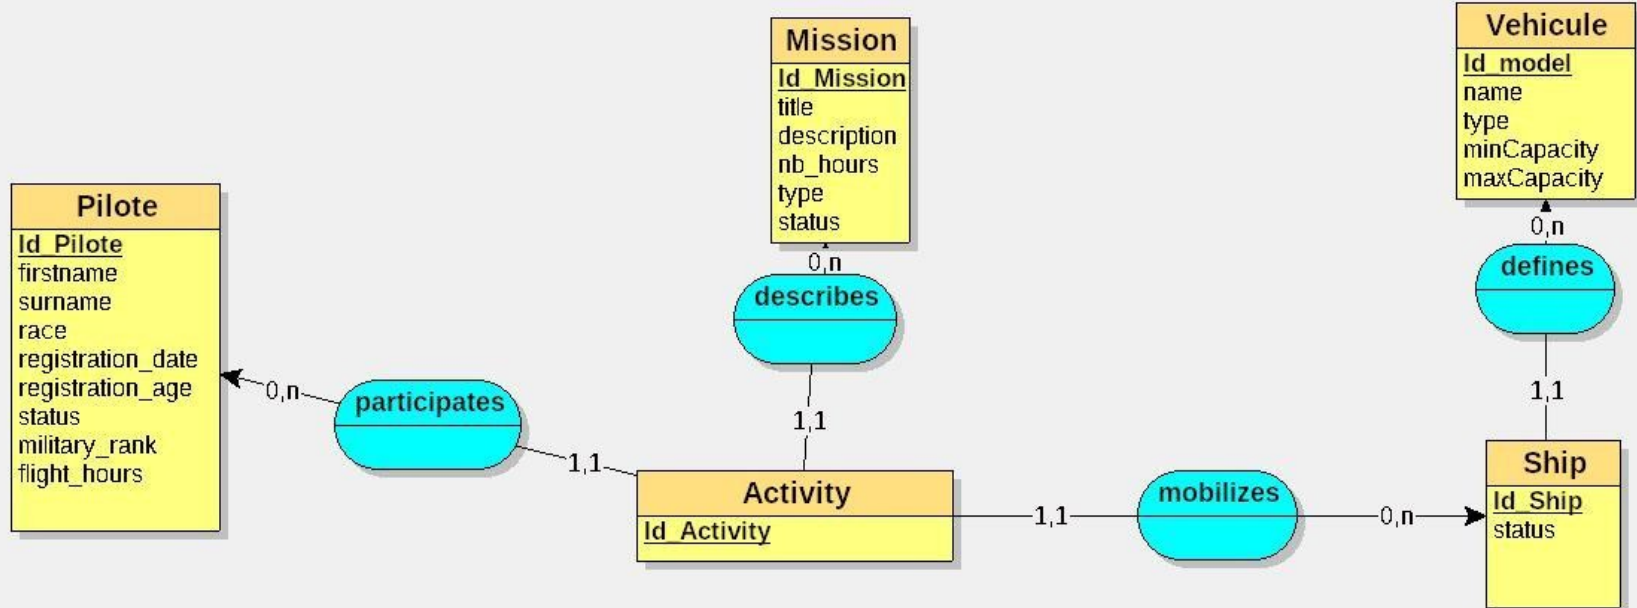 Mission
Id_Mission
title
description
nb_hours
type
status
0,n
describes
1,1
Vehicule
Id_model
name
type
minCapacity
maxCapacity
0,n
defines
1,1
Pilote
Id_Pilote
firstname
surname
race
registration_date
registration_age
status
military_rank
flight_hours
0,n
participates
1,1
Activity
Id_Activity
1,1
mobilizes
0,n
Ship
Id_Ship
status